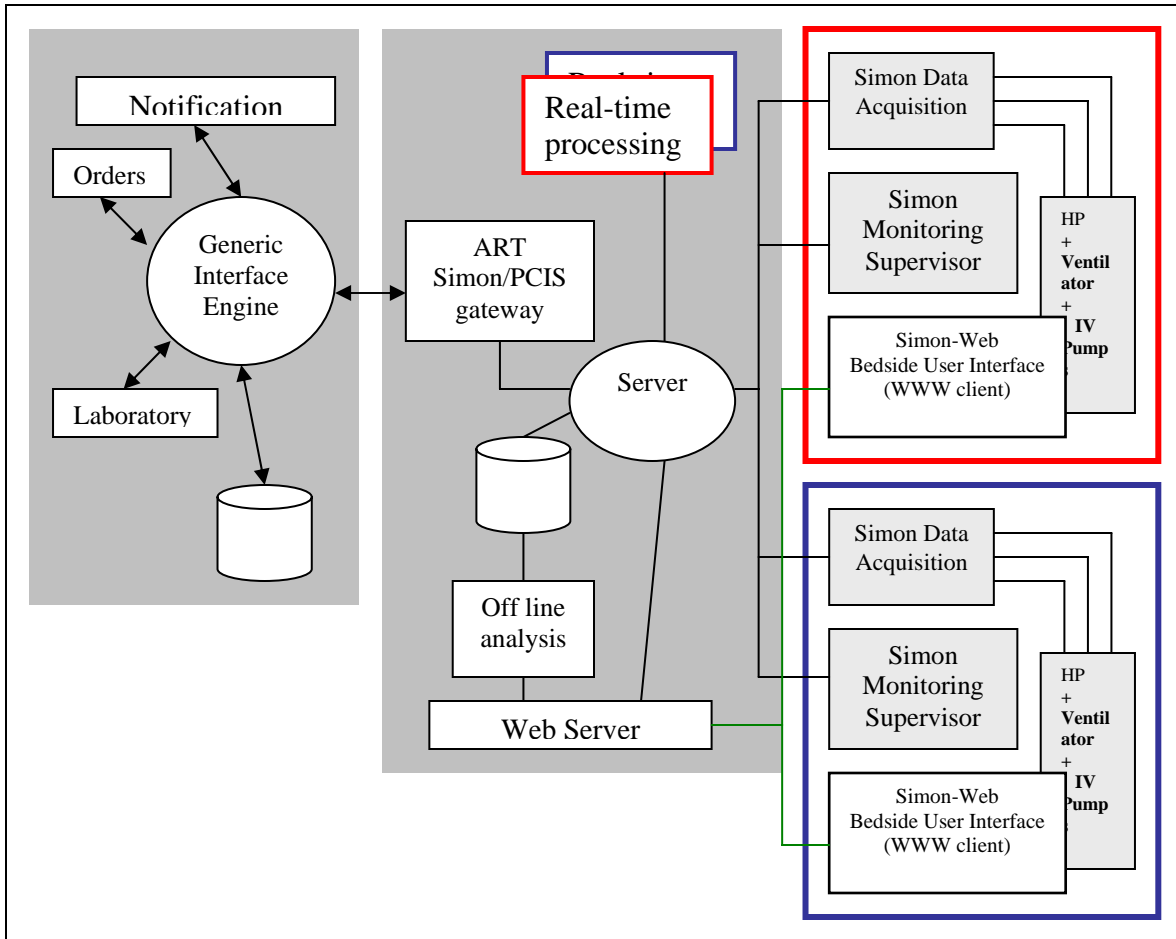 Notification
Orders
Generic
Interface
Engine
Laboratory
Real-time
processing
ART
Simon/PCIS
gateway
Server
Off line
analysis
Web Server
Simon Data
Acquisition
Simon
Monitoring
Supervisor
HP
+
Ventil
ator
+
IV
Pump
Simon-Web
Bedside User Interface
(WWW client)
Simon Data
Acquisition
Simon
Monitoring
Supervisor
HP
+
Ventil
ator
+
IV
Pump
Simon-Web
Bedside User Interface
(WWW client)